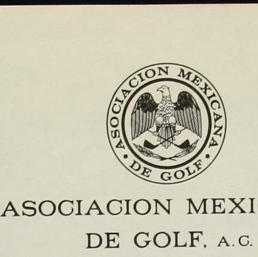 ASOCIACION MEXICANA
• DE GOLF •
ASOCIACION MEXI
DE GOLF, A.C.